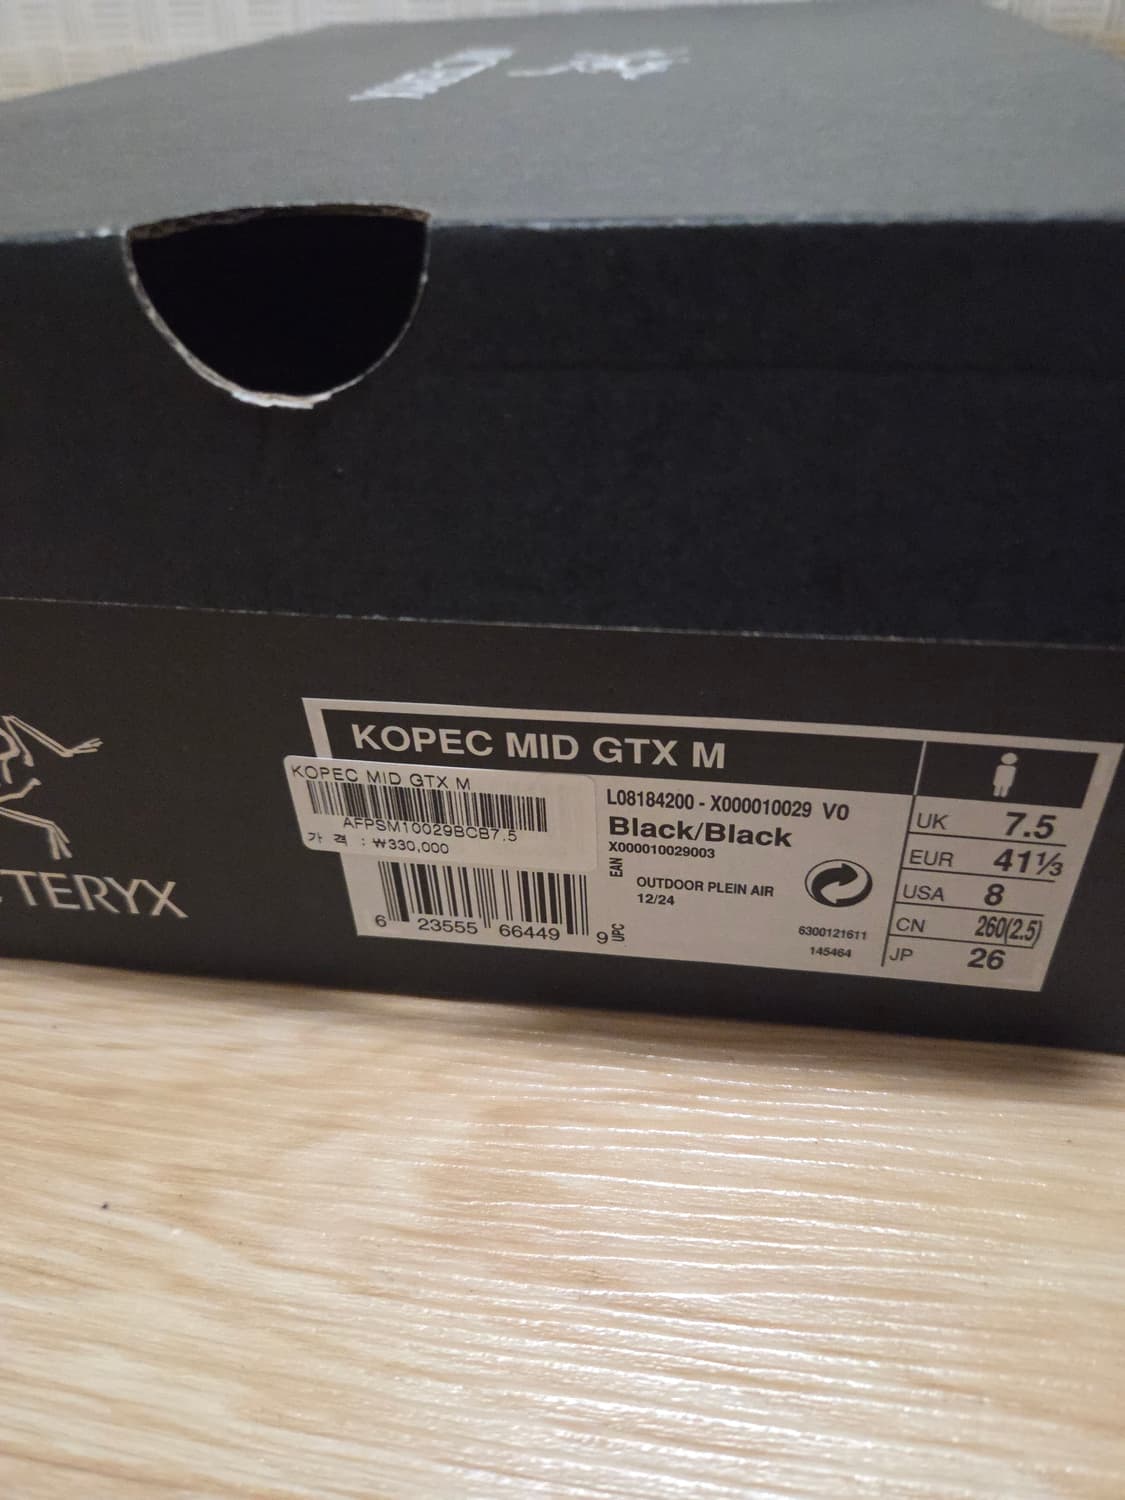 TERYX
KOPEC MID GTX M
KOPEC MID GTX M
AFPSM10029BCB7.5
가 격 : ₩330,000
L08184200 - X000010029 V0
Black/Black
X000010029003
EAN
OUTDOOR PLEIN AIR
12/24
6 23555 66449 9
UPC
6300121611
145464
UK 7.5
EUR 41⅓
USA 8
CN 260(2.5)
JP 26